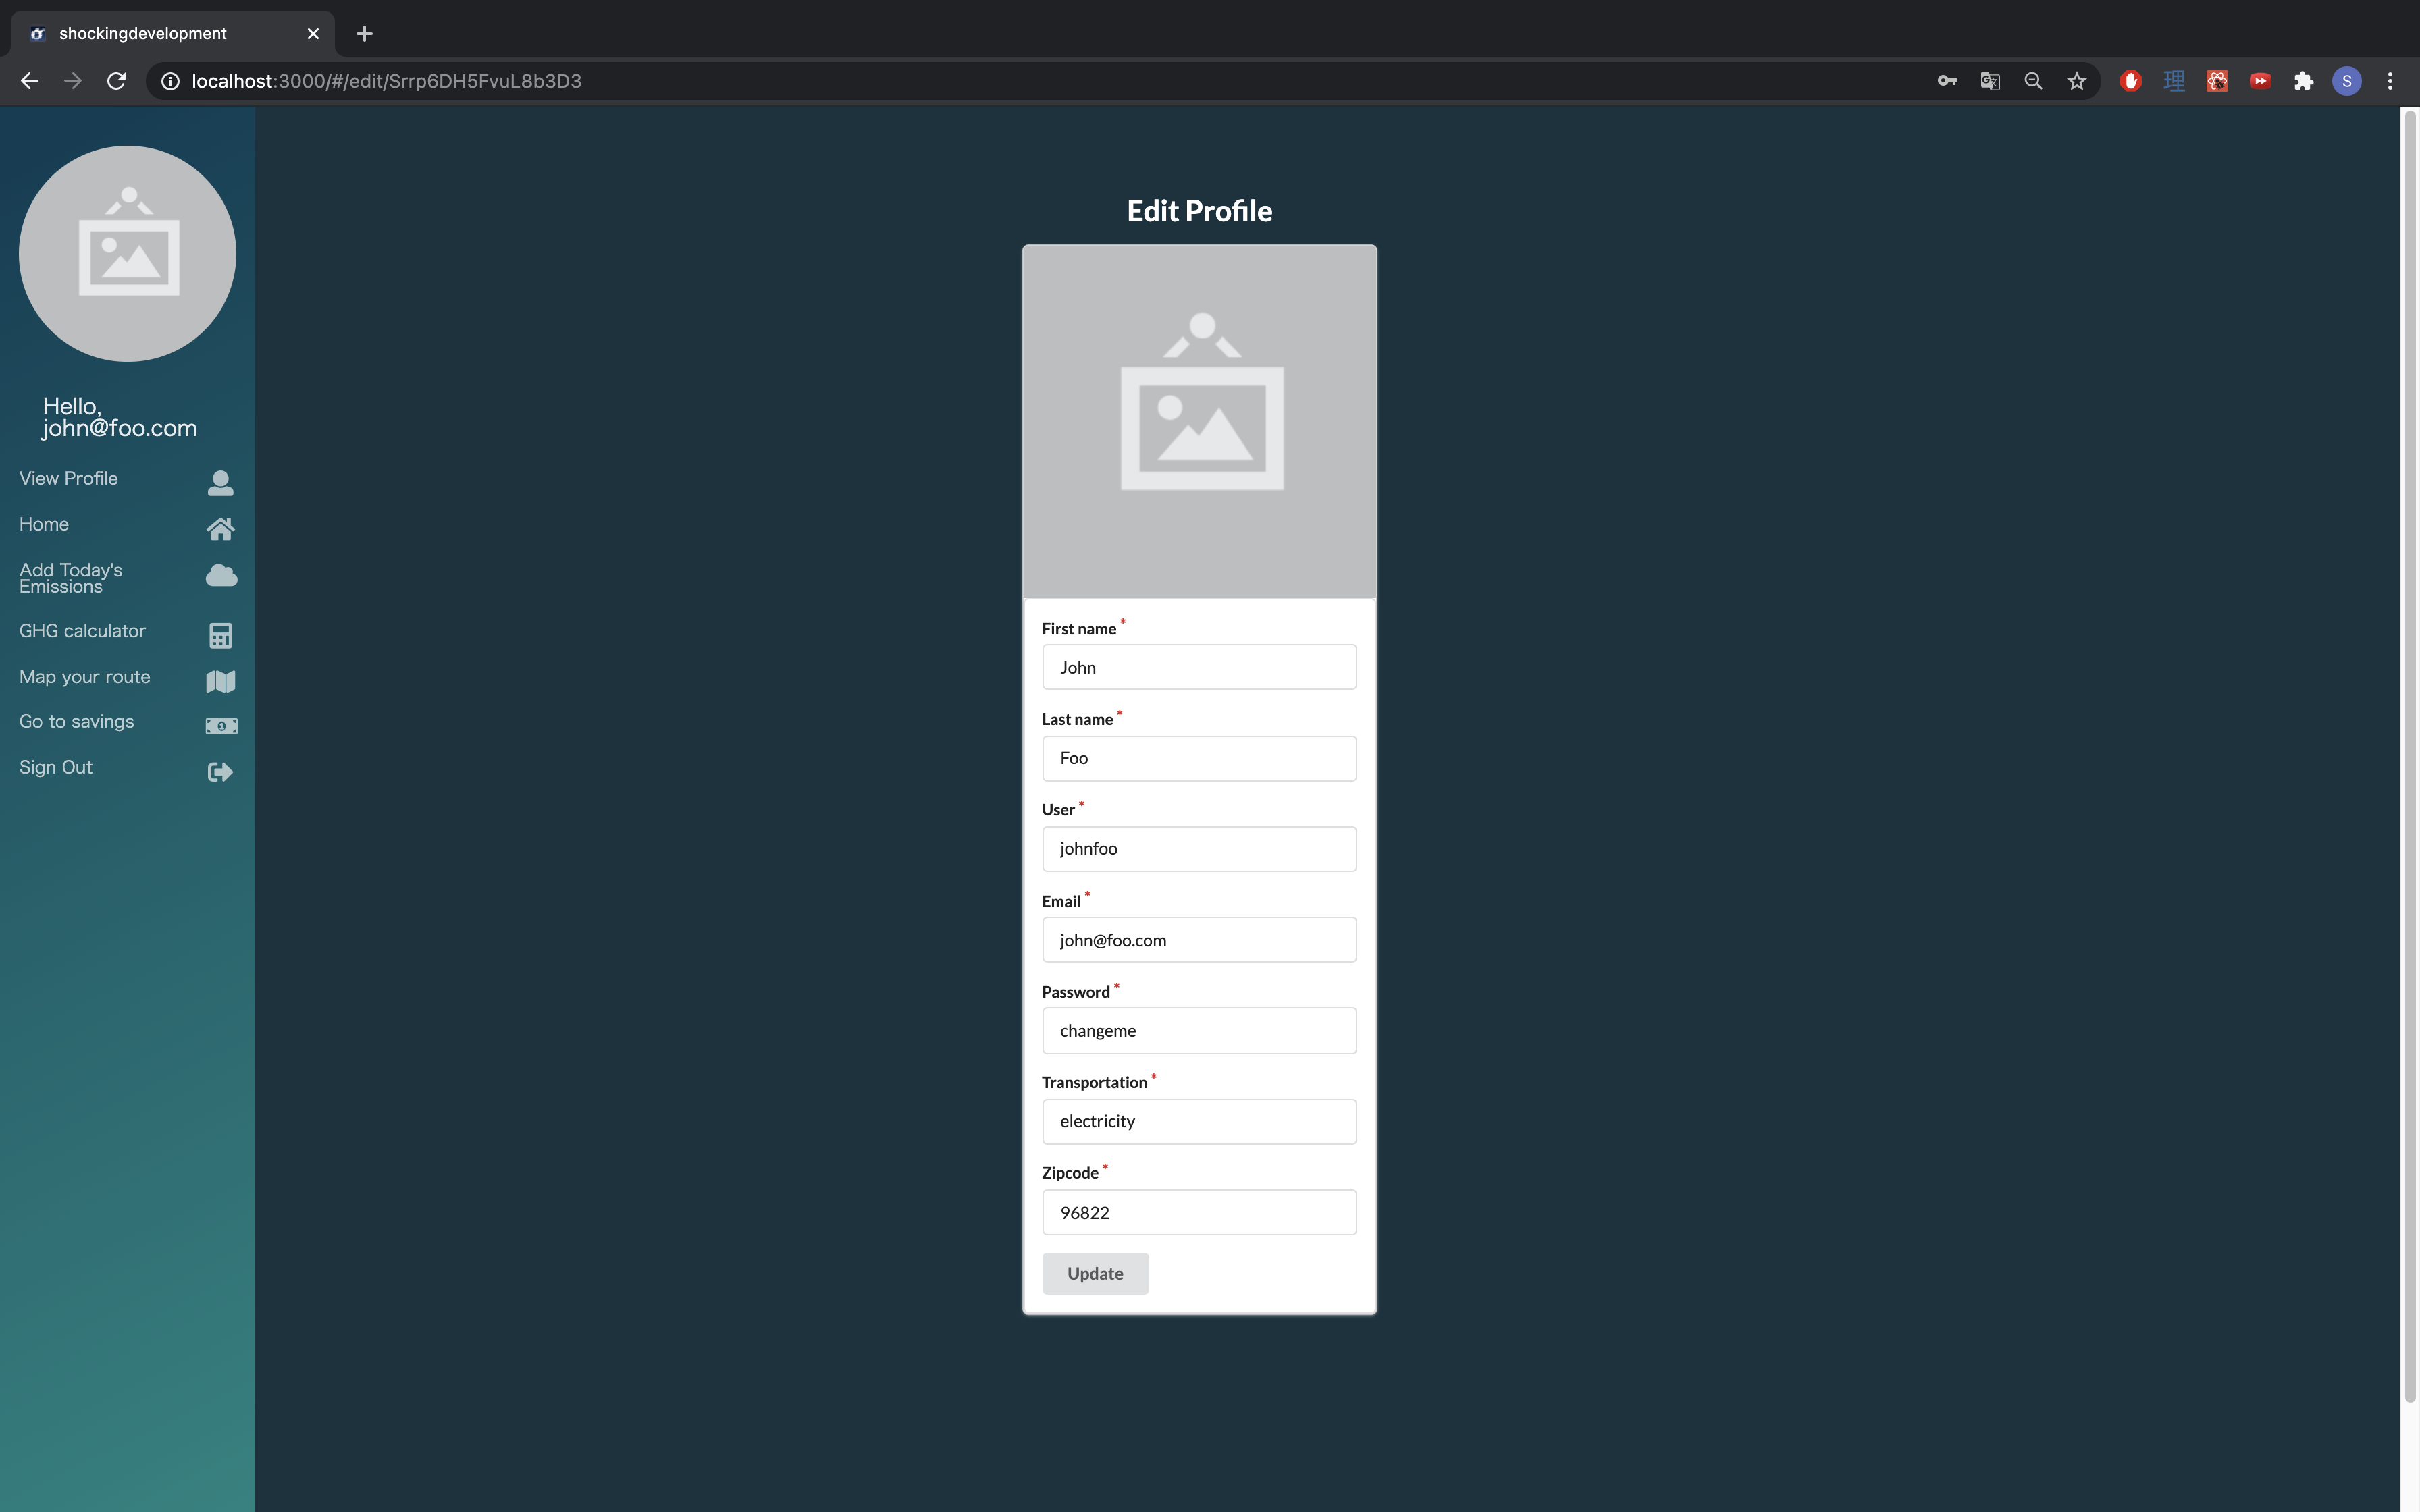 shockingdevelopment
localhost:3000/#/edit/Srrp6DH5FvuL8b3D3
S
Hello,
john@foo.com
View Profile
Home
Add Today's
Emissions
GHG calculator
Map your route
Go to savings
Sign Out
Edit Profile
First name *
John
Last name *
Foo
User *
johnfoo
Email *
john@foo.com
Password *
changeme
Transportation *
electricity
Zipcode *
96822
Update